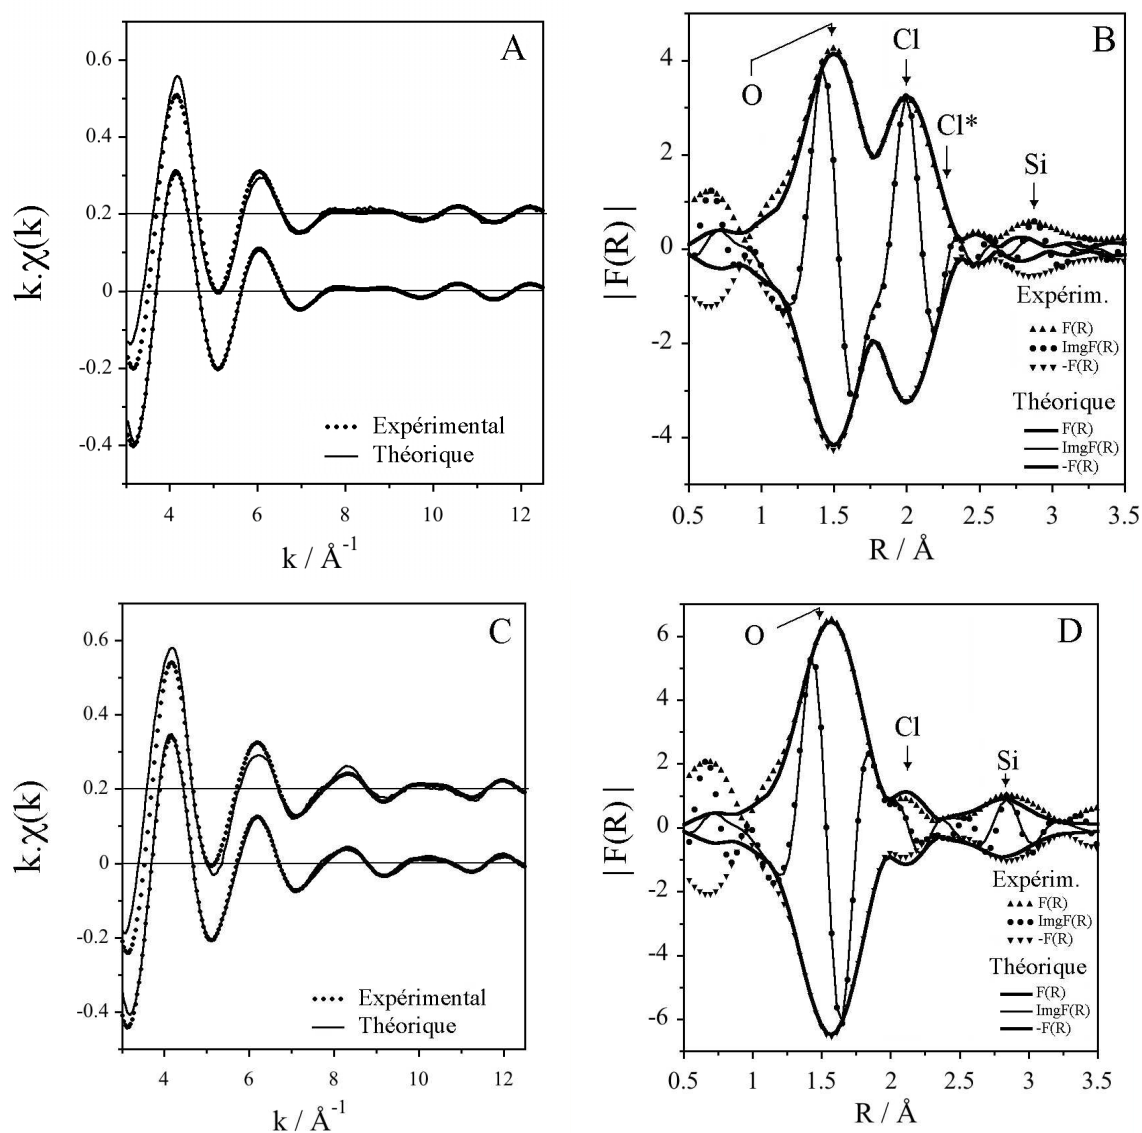 A
0.6
0.4
0.2
0
-0.2
-0.4
k.χ(k)
Expérimental
Théorique
4 6 8 10 12
k / Å⁻¹
B
4
2
0
-2
-4
| F(R) |
O
Cl
Cl*
Si
Expérim.
F(R)
ImgF(R)
-F(R)
Théorique
F(R)
ImgF(R)
-F(R)
0.5 1 1.5 2 2.5 3 3.5
R / Å
C
0.6
0.4
0.2
0
-0.2
-0.4
k.χ(k)
Expérimental
Théorique
4 6 8 10 12
k / Å⁻¹
D
6
4
2
0
-2
-4
-6
| F(R) |
O
Cl
Si
Expérim.
F(R)
ImgF(R)
-F(R)
Théorique
F(R)
ImgF(R)
-F(R)
0.5 1 1.5 2 2.5 3 3.5
R / Å